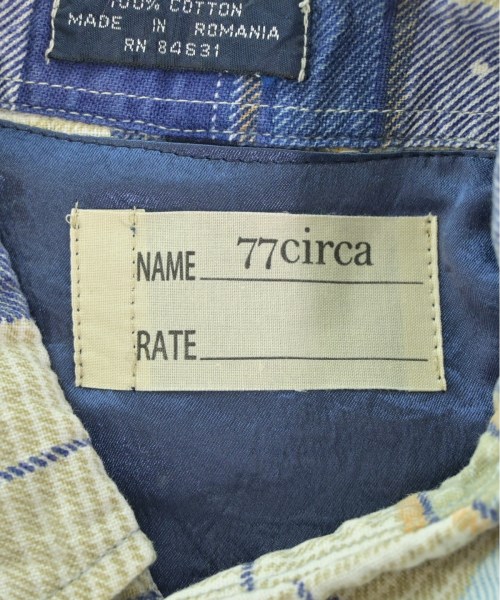 100% COTTON
MADE IN ROMANIA
RN 84631
NAME 77circa
RATE